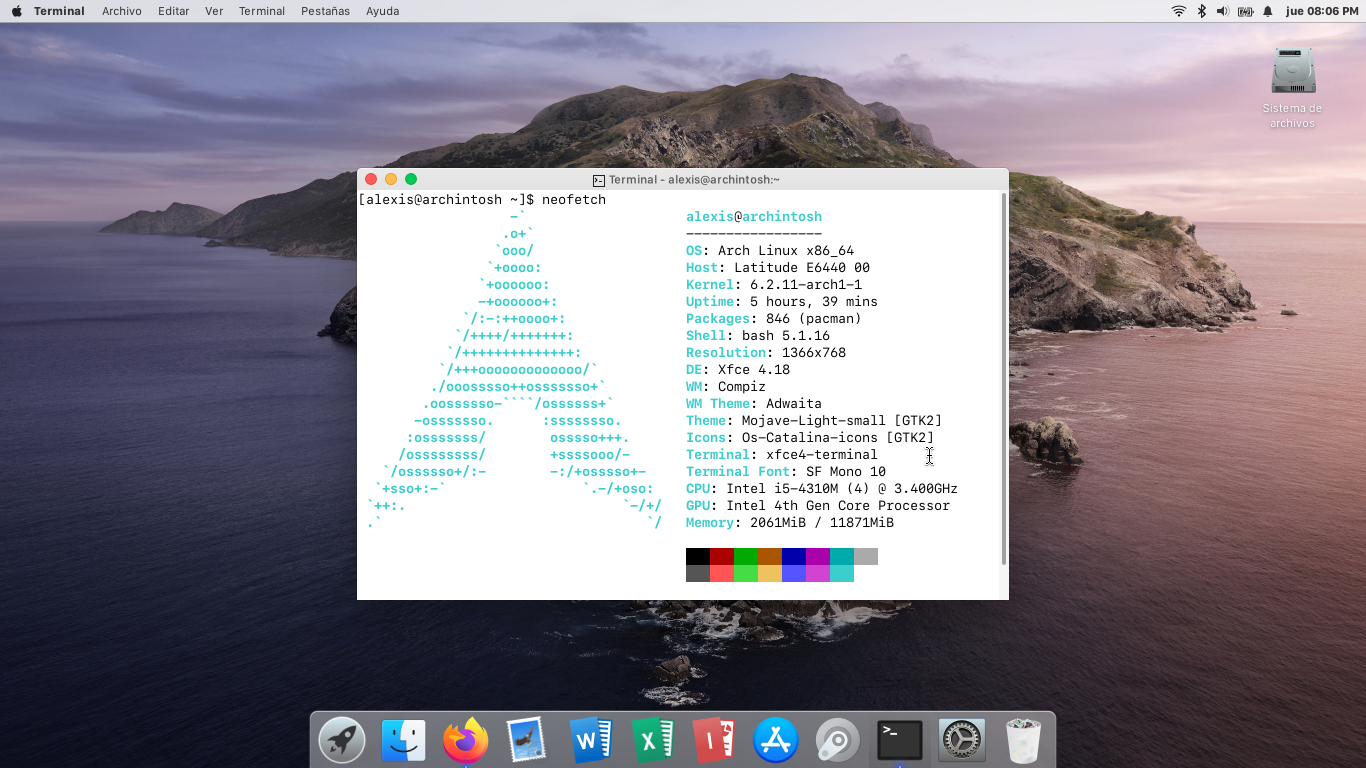 Terminal Archivo Editar Ver Terminal Pestañas Ayuda jue 08:06 PM
Sistema de
archivos
Terminal - alexis@archintosh:~
[alexis@archintosh ~]$ neofetch
-` alexis@archintosh
.o+` -----------------
`ooo/ OS: Arch Linux x86_64
`+oooo: Host: Latitude E6440 00
`+oooooo: Kernel: 6.2.11-arch1-1
-+oooooo+: Uptime: 5 hours, 39 mins
`/:-:++oooo+: Packages: 846 (pacman)
`/++++/+++++++: Shell: bash 5.1.16
`/++++++++++++++: Resolution: 1366x768
`/+++ooooooooooooo/` DE: Xfce 4.18
./ooosssso++osssssso+` WM: Compiz
.oossssso-````/ossssss+` WM Theme: Adwaita
-osssssso. :ssssssso. Theme: Mojave-Light-small [GTK2]
:osssssss/ osssso+++. Icons: Os-Catalina-icons [GTK2]
/ossssssss/ +ssssooo/- Terminal: xfce4-terminal
`/ossssso+/:- -:/+osssso+- Terminal Font: SF Mono 10
`+sso+:-` `.-/+oso: CPU: Intel i5-4310M (4) @ 3.400GHz
`++:. `-/+/ GPU: Intel 4th Gen Core Processor
.` `/ Memory: 2061MiB / 11871MiB
W X I >_